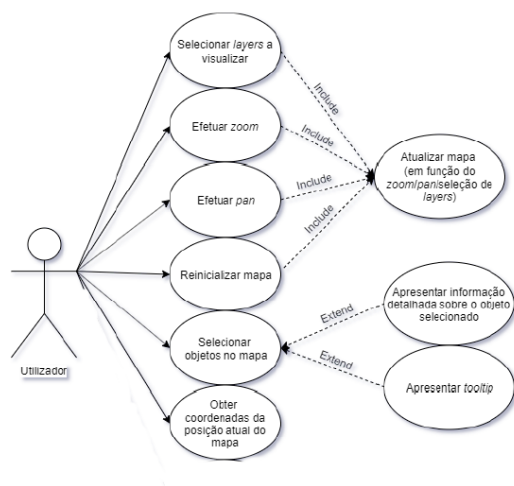 Selecionar layers a
visualizar
Include
Efetuar zoom
Include
Atualizar mapa
(em função do
zoom/pan/seleção de
layers)
Efetuar pan
Include
Include
Reinicializar mapa
Apresentar informação
detalhada sobre o objeto
selecionado
Extend
Selecionar
objetos no mapa
Extend
Utilizador
Apresentar tooltip
Obter
coordenadas da
posição atual do
mapa